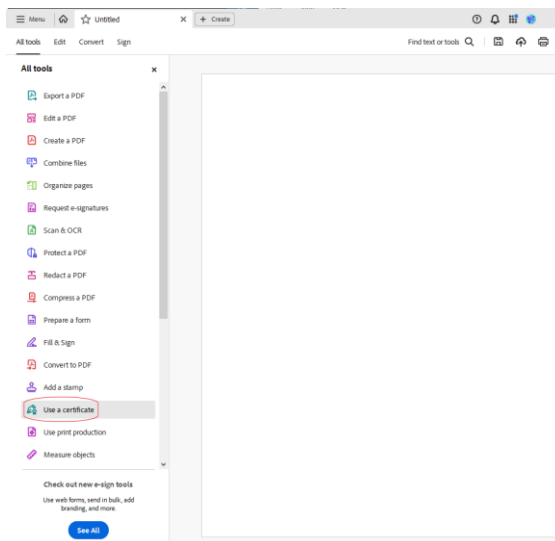 Menu
Untitled
+ Create
All tools Edit Convert Sign
Find text or tools
All tools
Export a PDF
Edit a PDF
Create a PDF
Combine files
Organize pages
Request e-signatures
Scan & OCR
Protect a PDF
Redact a PDF
Compress a PDF
Prepare a form
Fill & Sign
Convert to PDF
Add a stamp
Use a certificate
Use print production
Measure objects
Check out new e-sign tools
Use web forms, send in bulk, add
branding, and more.
See All